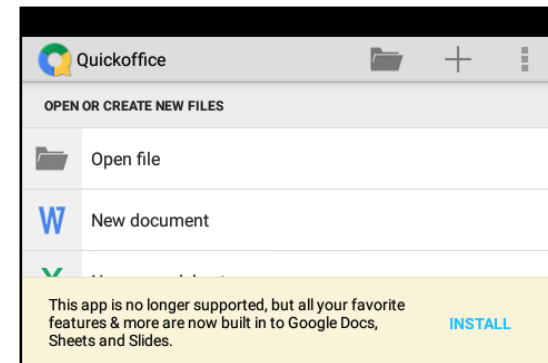 Quickoffice
OPEN OR CREATE NEW FILES
Open file
W New document
X
This app is no longer supported, but all your favorite
features & more are now built in to Google Docs,
Sheets and Slides.
INSTALL